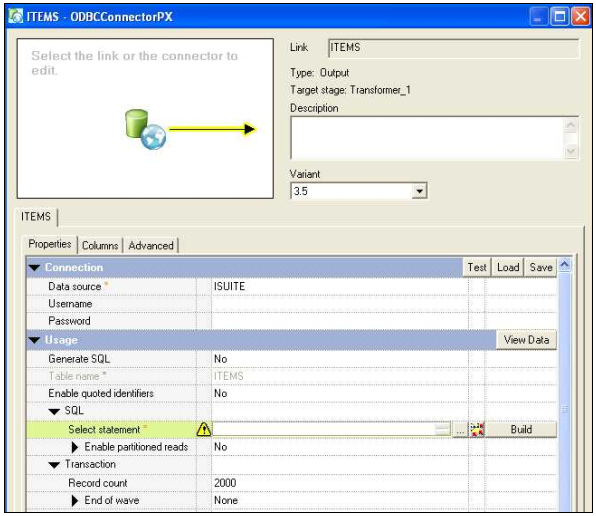 ITEMS - ODBCConnectorPX
Select the link or the connector to
edit.
Link ITEMS
Type: Output
Target stage: Transformer_1
Description
Variant
3.5
ITEMS
Properties Columns Advanced
Connection Test Load Save
Data source * ISUITE
Username
Password
Usage View Data
Generate SQL No
Table name * ITEMS
Enable quoted identifiers No
SQL
Select statement * ... Build
Enable partitioned reads No
Transaction
Record count 2000
End of wave None